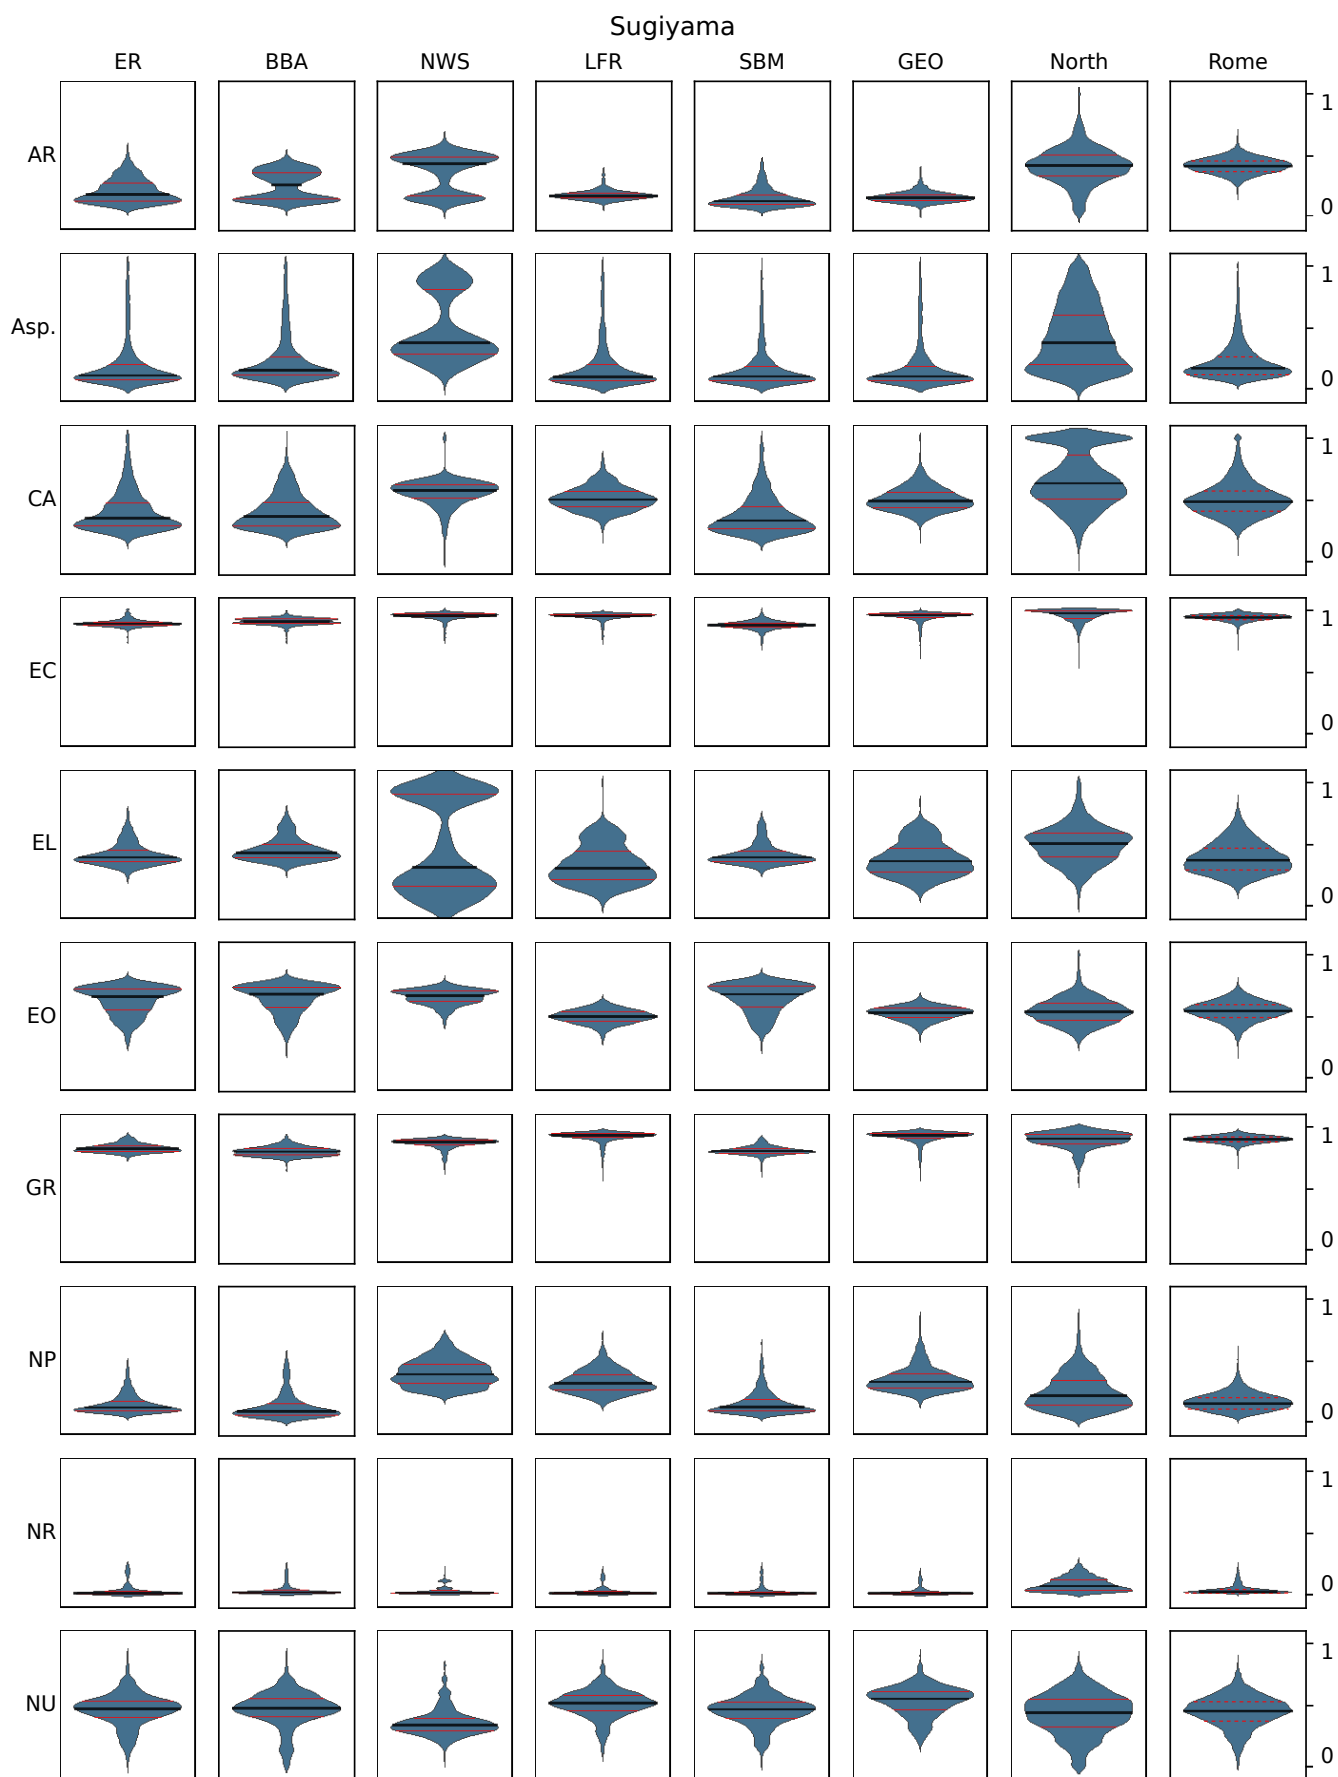 Sugiyama
ER BBA NWS LFR SBM GEO North Rome
AR 1 0
Asp. 1 0
CA 1 0
EC 1 0
EL 1 0
EO 1 0
GR 1 0
NP 1 0
NR 1 0
NU 1 0